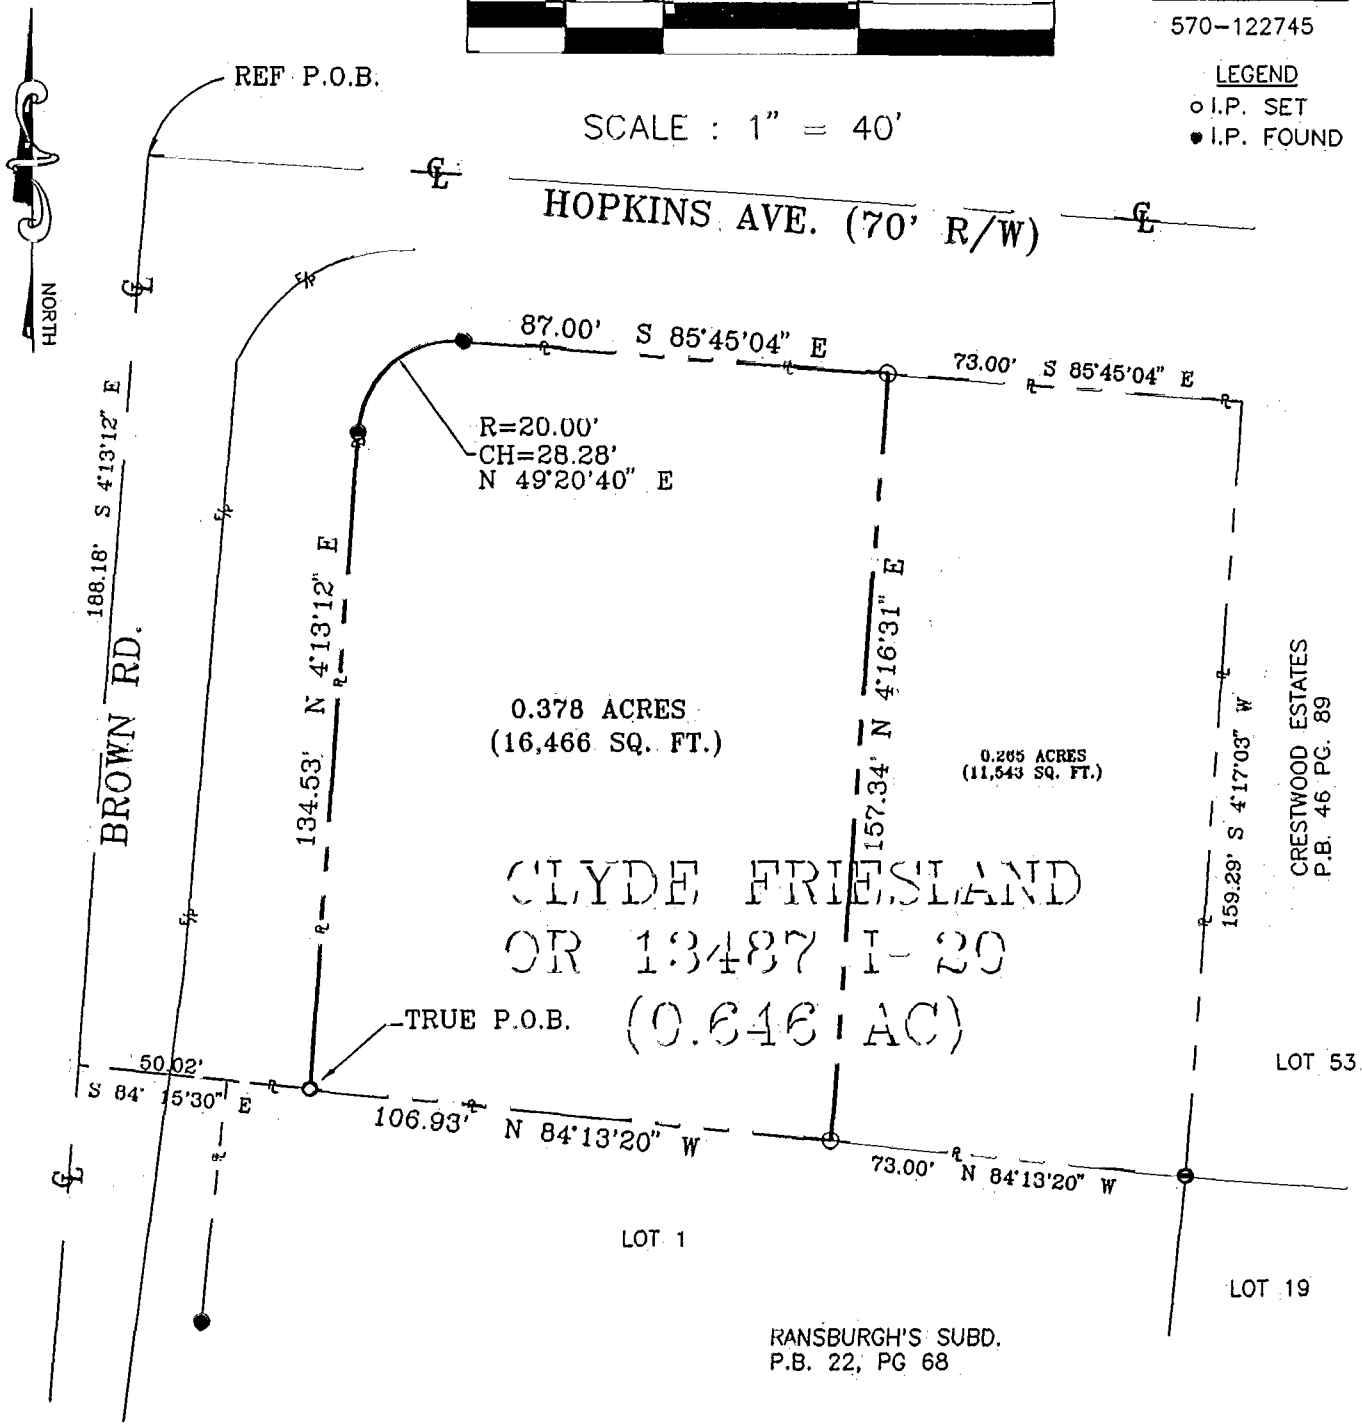 570-122745
LEGEND
I.P. SET
I.P. FOUND
REF P.O.B.
SCALE : 1" = 40'
HOPKINS AVE. (70' R/W)
NORTH
87.00' S 85°45'04" E
73.00' S 85°45'04" E
R=20.00'
CH=28.28'
N 49°20'40" E
188.18' S 4°13'12" E
BROWN RD.
134.53' N 4°13'12" E
157.34' N 4°16'31" E
159.29' S 4°17'03" W
CRESTWOOD ESTATES
P.B. 46 PG. 89
0.378 ACRES
(16,466 SQ. FT.)
0.265 ACRES
(11,543 SQ. FT.)
CLYDE FRIESLAND
OR 13487 I-20
(0.646 AC)
TRUE P.O.B.
50.02'
S 84° 15'30" E
106.93' N 84°13'20" W
73.00' N 84°13'20" W
LOT 53
LOT 1
LOT 19
RANSBURGH'S SUBD.
P.B. 22, PG 68